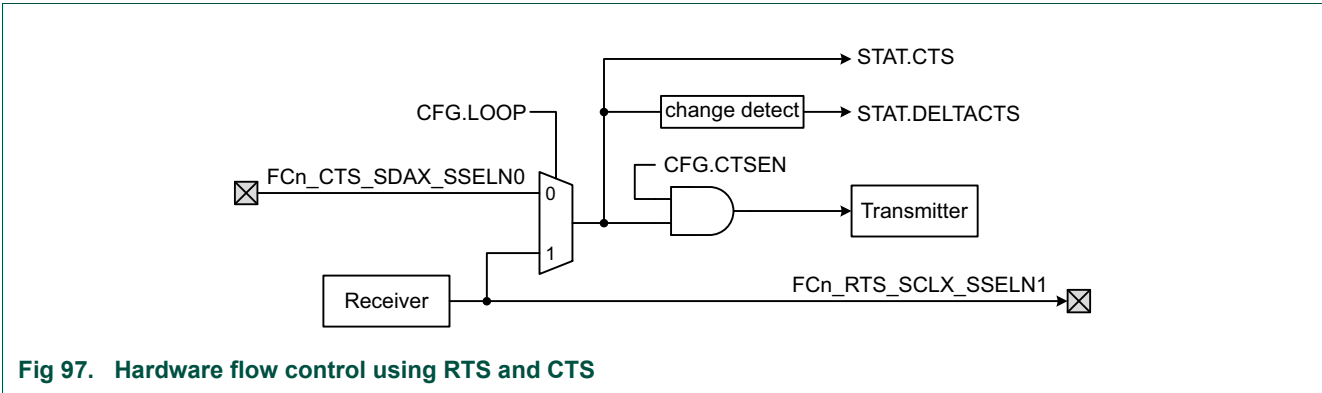 STAT.CTS
CFG.LOOP
change detect
STAT.DELTACTS
CFG.CTSEN
FCn_CTS_SDAX_SSELN0
0
Transmitter
1
FCn_RTS_SCLX_SSELN1
Receiver
Fig 97. Hardware flow control using RTS and CTS